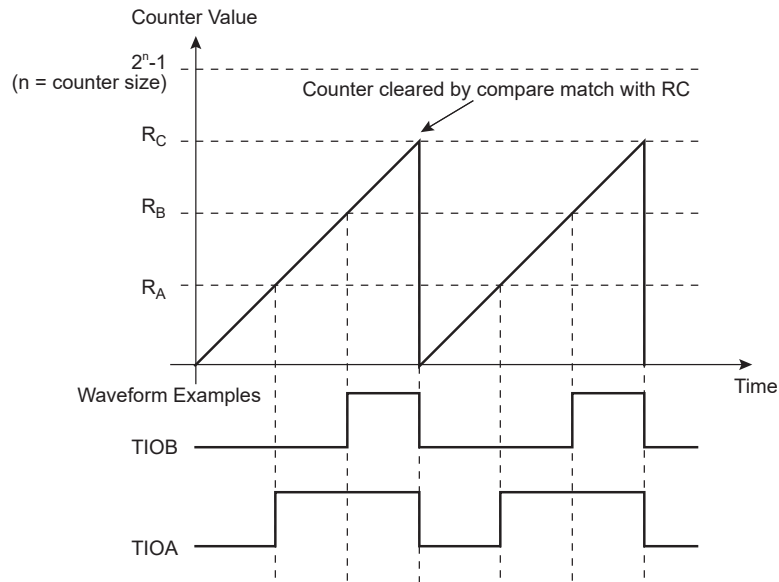 Counter Value
2ⁿ-1
(n = counter size)
Counter cleared by compare match with RC
R_C
R_B
R_A
Time
Waveform Examples
TIOB
TIOA